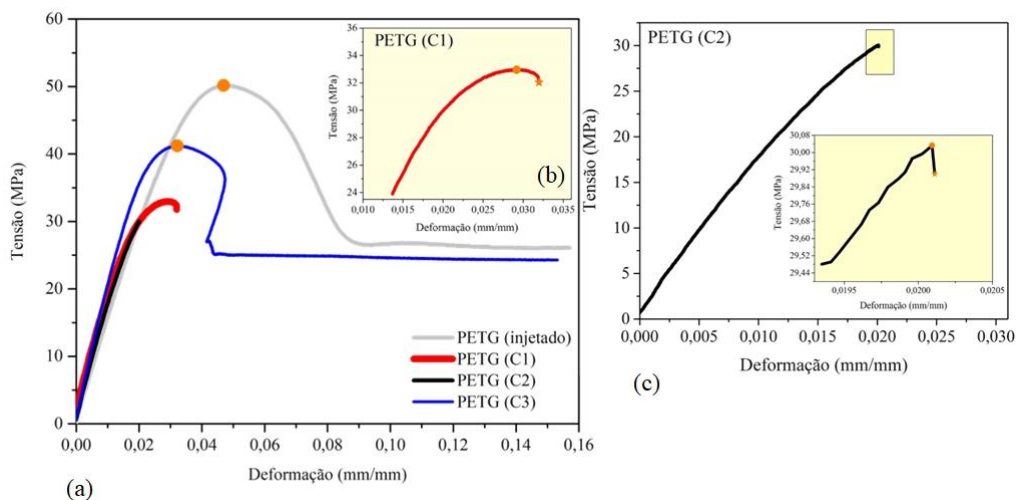 60
50
40
30
20
10
0
Tensão (MPa)
0,00 0,02 0,04 0,06 0,08 0,10 0,12 0,14 0,16
Deformação (mm/mm)
PETG (injetado)
PETG (C1)
PETG (C2)
PETG (C3)
(a)
36
34
32
30
28
26
24
Tensão (MPa)
PETG (C1)
(b)
0,010 0,015 0,020 0,025 0,030 0,035
Deformação (mm/mm)
30
25
20
15
10
5
0
Tensão (MPa)
PETG (C2)
30,08
30,00
29,92
29,84
29,76
29,68
29,60
29,52
29,44
Tensão (MPa)
0,0195 0,0200 0,0205
Deformação (mm/mm)
0,000 0,005 0,010 0,015 0,020 0,025 0,030
Deformação (mm/mm)
(c)